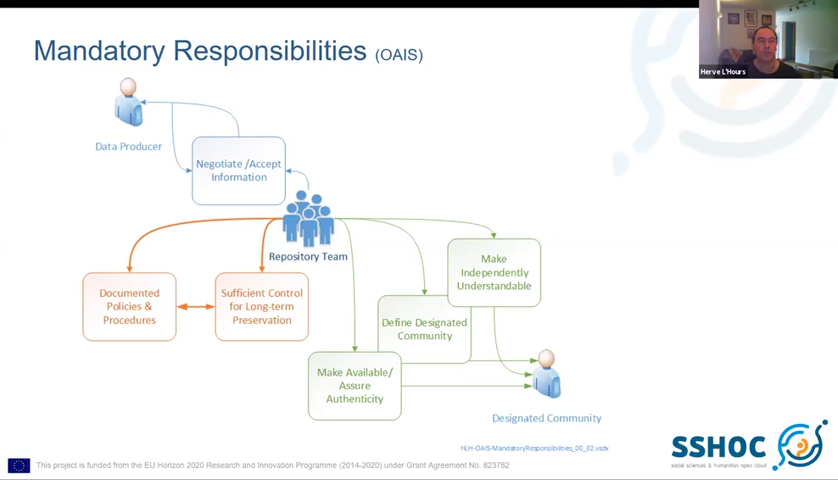 Mandatory Responsibilities (OAIS)
Herve L'Hours
Data Producer
Negotiate /Accept
Information
Repository Team
Documented
Policies &
Procedures
Sufficient Control
for Long-term
Preservation
Make
Independently
Understandable
Define Designated
Community
Make Available/
Assure
Authenticity
Designated Community
HLH-OAIS-MandatoryResponsibilities_00_02.vsdx
SSHOC
social sciences & humanities open cloud
This project is funded from the EU Horizon 2020 Research and Innovation Programme (2014-2020) under Grant Agreement No. 823782